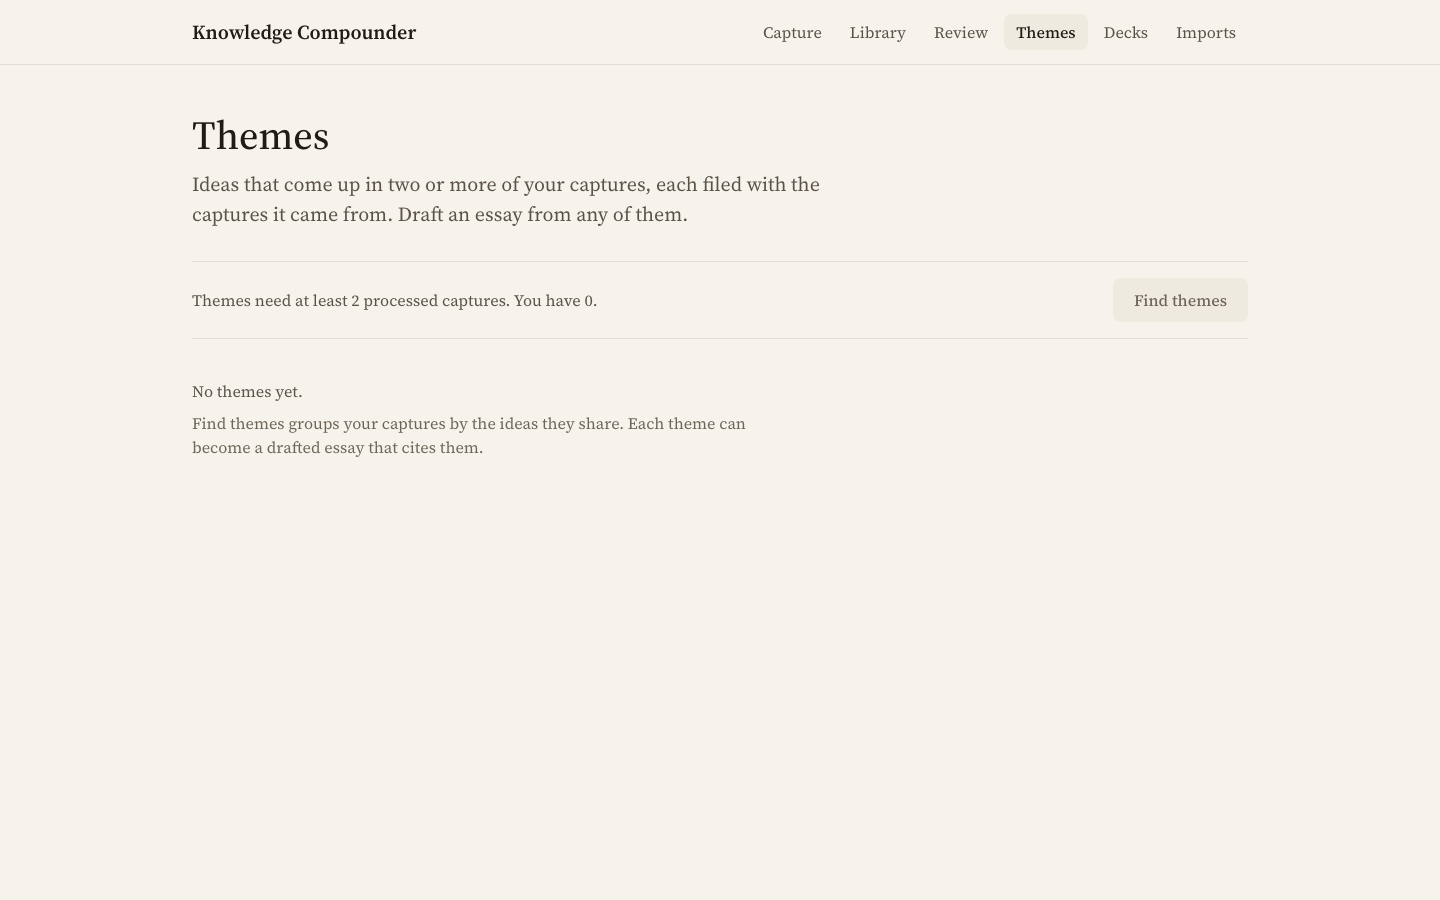 Knowledge Compounder
Capture
Library
Review
Themes
Decks
Imports
Themes
Ideas that come up in two or more of your captures, each filed with the
captures it came from. Draft an essay from any of them.
Themes need at least 2 processed captures. You have 0.
Find themes
No themes yet.
Find themes groups your captures by the ideas they share. Each theme can
become a drafted essay that cites them.